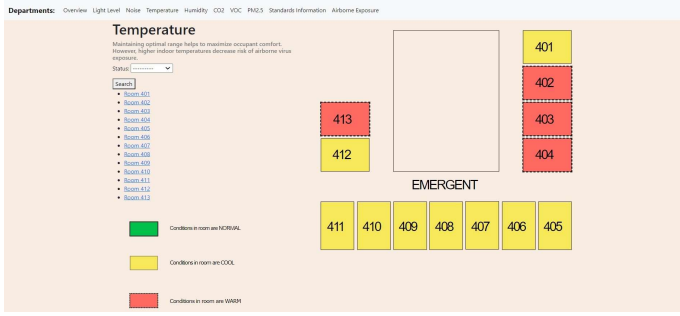 Departments: Overview Light Level Noise Temperature Humidity CO2 VOC PM2.5 Standards Information Airborne Exposure
Temperature
Maintaining optimal range helps to maximize occupant comfort.
However, higher indoor temperatures decrease risk of airborne virus
exposure.
Status: ---------
Search
Room 401
Room 402
Room 403
Room 404
Room 405
Room 406
Room 407
Room 408
Room 409
Room 410
Room 411
Room 412
Room 413
Conditions in room are NORMAL
Conditions in room are COOL
Conditions in room are WARM
401
402
413
403
412
404
EMERGENT
411 410 409 408 407 406 405